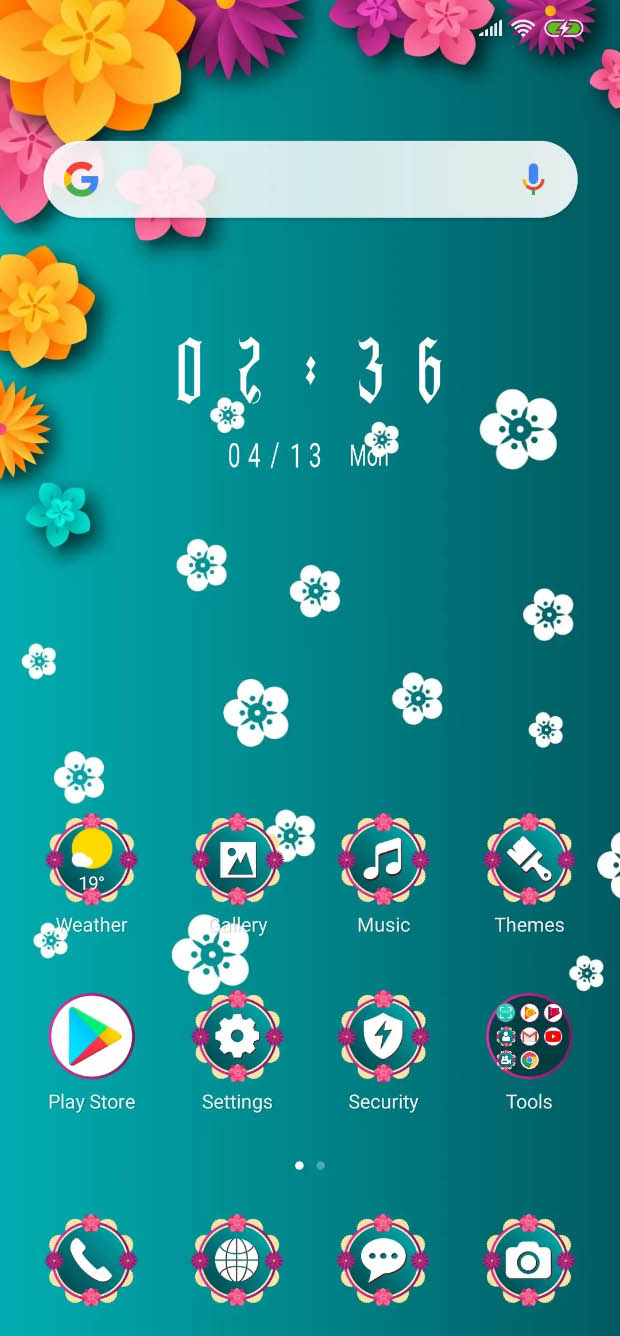 02:36
04/13 Mon
19°
Weather
Gallery
Music
Themes
Play Store
Settings
Security
Tools